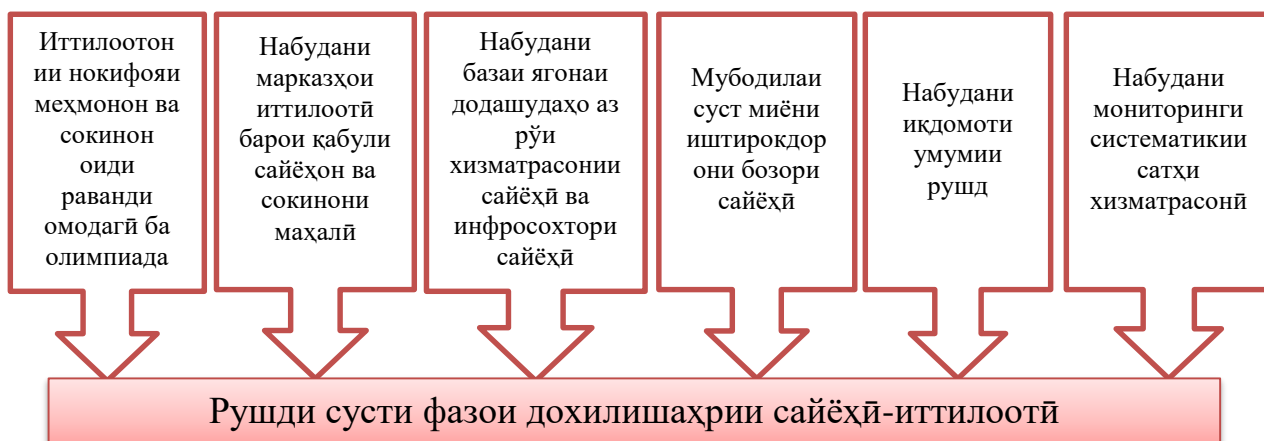 Иттилоотон
ии нокифояи
меҳмонон ва
сокинон
оиди
раванди
омодагӣ ба
олимпиада
Набудани
марказҳои
иттилоотӣ
барои қабули
сайёҳон ва
сокинони
маҳалӣ
Набудани
базаи ягонаи
додашудаҳо аз
рӯи
хизматрасонии
сайёҳӣ ва
инфросохтори
сайёҳӣ
Мубодилаи
суст миёни
иштирокдор
они бозори
сайёҳӣ
Набудани
иқдомоти
умумии
рушд
Набудани
мониторинги
систематикии
сатҳи
хизматрасонӣ
Рушди сусти фазои дохилишаҳрии сайёҳӣ-иттилоотӣ